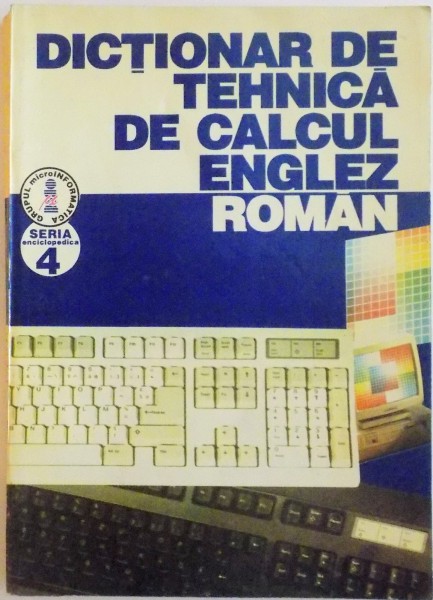 DICȚIONAR DE
TEHNICĂ
DE CALCUL
ENGLEZ
ROMÂN
GRUPUL microINFORMATICA
SERIA
enciclopedica
4